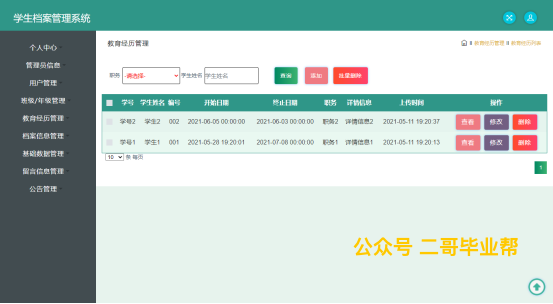 学生档案管理系统
个人中心
管理员信息
用户管理
班级/年级管理
教育经历管理
档案信息管理
基础数据管理
留言信息管理
公告管理
教育经历管理
教育经历管理 教育经历列表
职务 -请选择- 学生姓名 学生姓名 查询 添加 批量删除
学号 学生姓名 编号 开始日期 终止日期 职务 详情信息 上传时间 操作
学号2 学生2 002 2021-06-05 00:00:00 2021-06-03 00:00:00 职务2 详情信息2 2021-05-11 19:20:37 查看 修改 删除
学号1 学生1 001 2021-05-28 19:20:01 2021-07-08 00:00:00 职务1 详情信息1 2021-05-11 19:20:13 查看 修改 删除
10 条 每页
1
公众号 二哥毕业帮